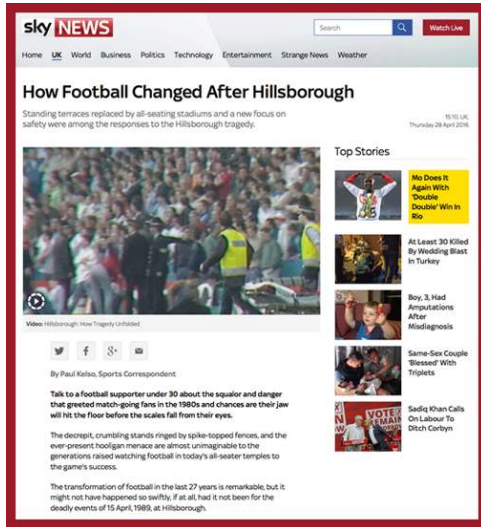 sky NEWS
Search
Watch Live
Home UK World Business Politics Technology Entertainment Strange News Weather
How Football Changed After Hillsborough
Standing terraces replaced by all-seating stadiums and a new focus on
safety were among the responses to the Hillsborough tragedy.
15:10, UK,
Thursday 28 April 2016
Video: Hillsborough: How Tragedy Unfolded
By Paul Kelso, Sports Correspondent
Talk to a football supporter under 30 about the squalor and danger
that greeted match-going fans in the 1980s and chances are their jaw
will hit the floor before the scales fall from their eyes.
The decrepit, crumbling stands ringed by spike-topped fences, and the
ever-present hooligan menace are almost unimaginable to the
generations raised watching football in today's all-seater temples to
the game's success.
The transformation of football in the last 27 years is remarkable, but it
might not have happened so swiftly, if at all, had it not been for the
deadly events of 15 April, 1989, at Hillsborough.
Top Stories
Mo Does It
Again With
'Double
Double' Win In
Rio
At Least 30 Killed
By Wedding Blast
In Turkey
Boy, 3, Had
Amputations
After
Misdiagnosis
Same-Sex Couple
'Blessed' With
Triplets
VOTE
REMAIN
Sadiq Khan Calls
On Labour To
Ditch Corbyn